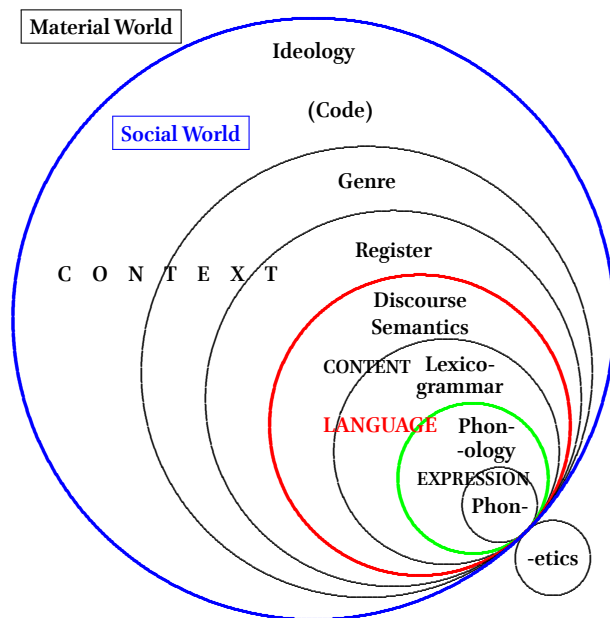 Material World
Ideology
(Code)
Social World
Genre
Register
C O N T E X T
Discourse
Semantics
CONTENT
Lexico-
grammar
LANGUAGE
Phon-
-ology
EXPRESSION
Phon-
-etics